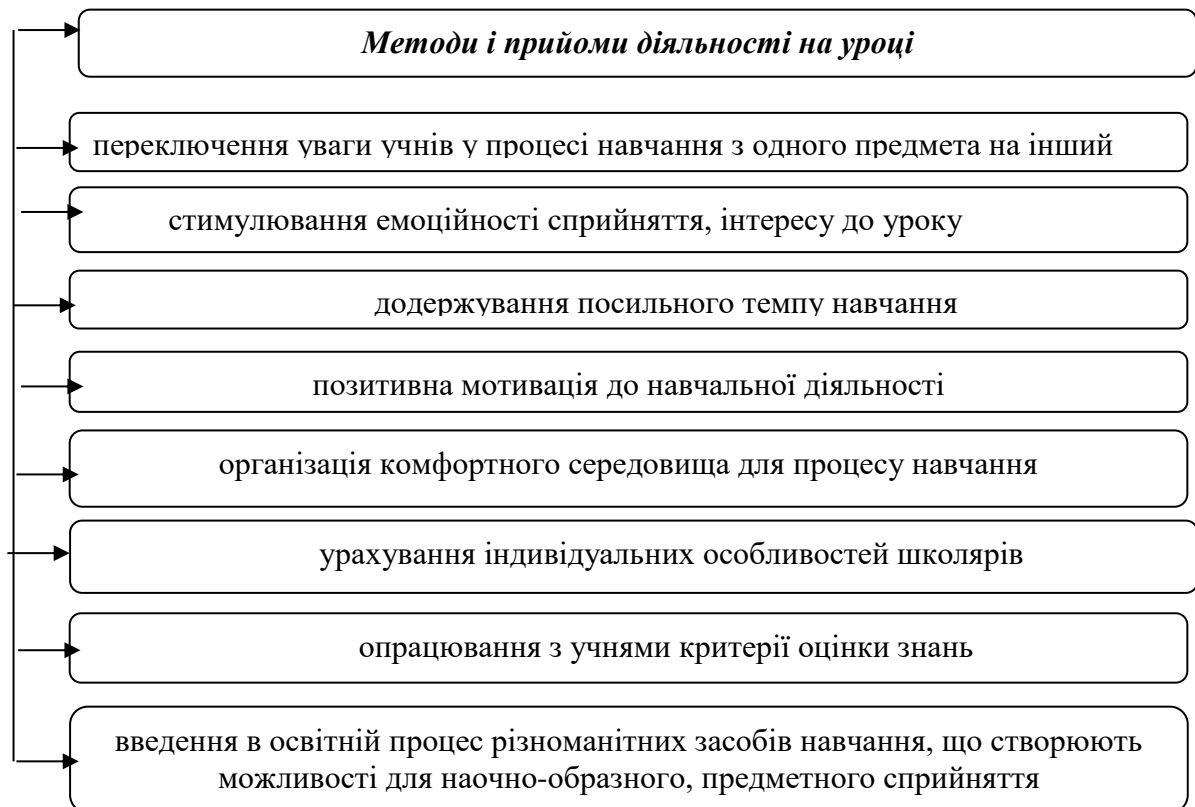 Методи і прийоми діяльності на уроці
переключення уваги учнів у процесі навчання з одного предмета на інший
стимулювання емоційності сприйняття, інтересу до уроку
додержування посильного темпу навчання
позитивна мотивація до навчальної діяльності
організація комфортного середовища для процесу навчання
урахування індивідуальних особливостей школярів
опрацювання з учнями критерії оцінки знань
введення в освітній процес різноманітних засобів навчання, що створюють
можливості для наочно-образного, предметного сприйняття